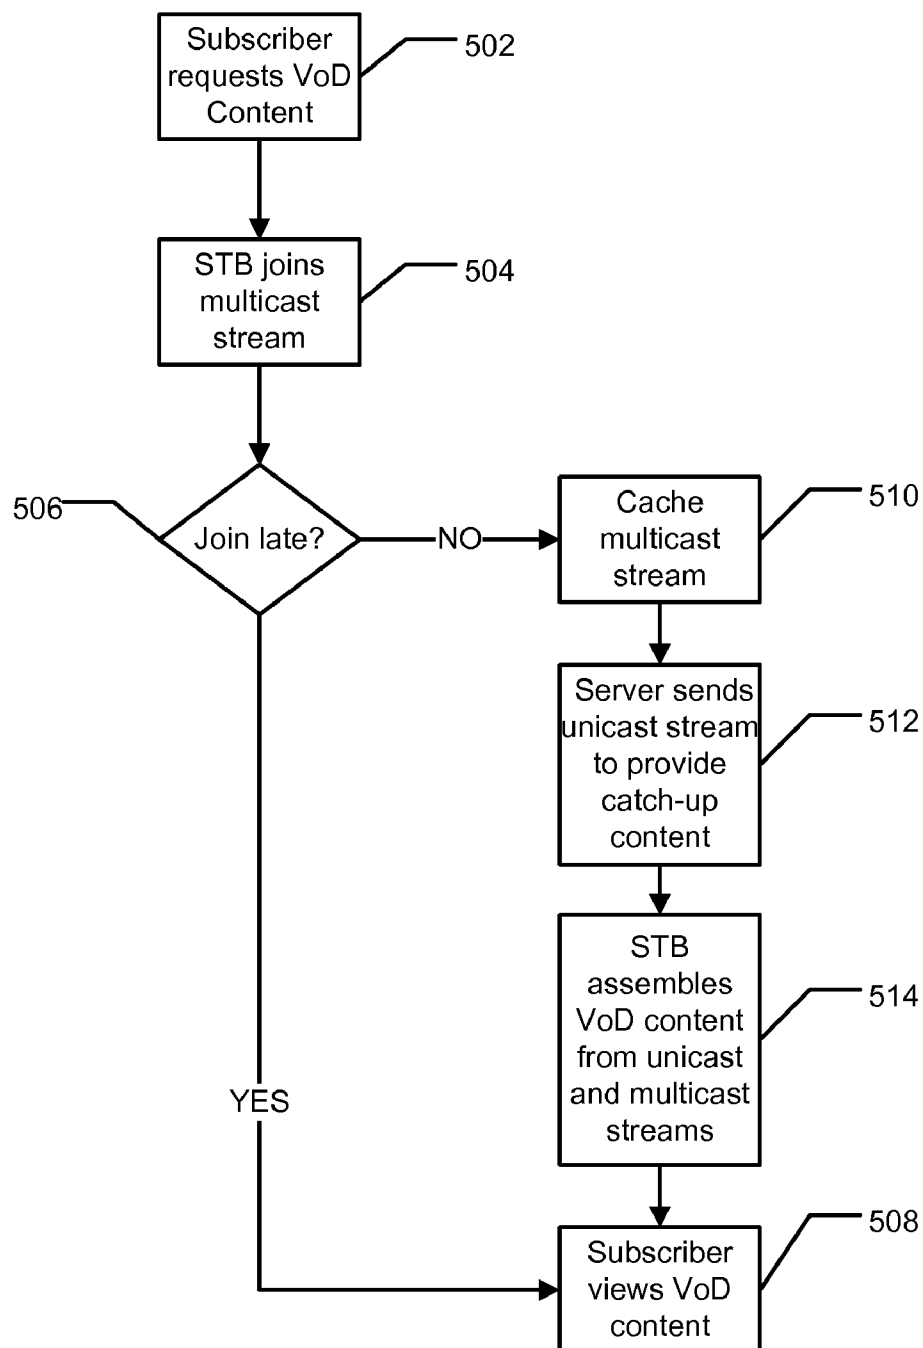 Subscriber
requests VoD
Content
502
STB joins
multicast
stream
504
506
Join late?
NO
Cache
multicast
stream
510
Server sends
unicast stream
to provide
catch-up
content
512
STB
assembles
VoD content
from unicast
and multicast
streams
514
YES
Subscriber
views VoD
content
508